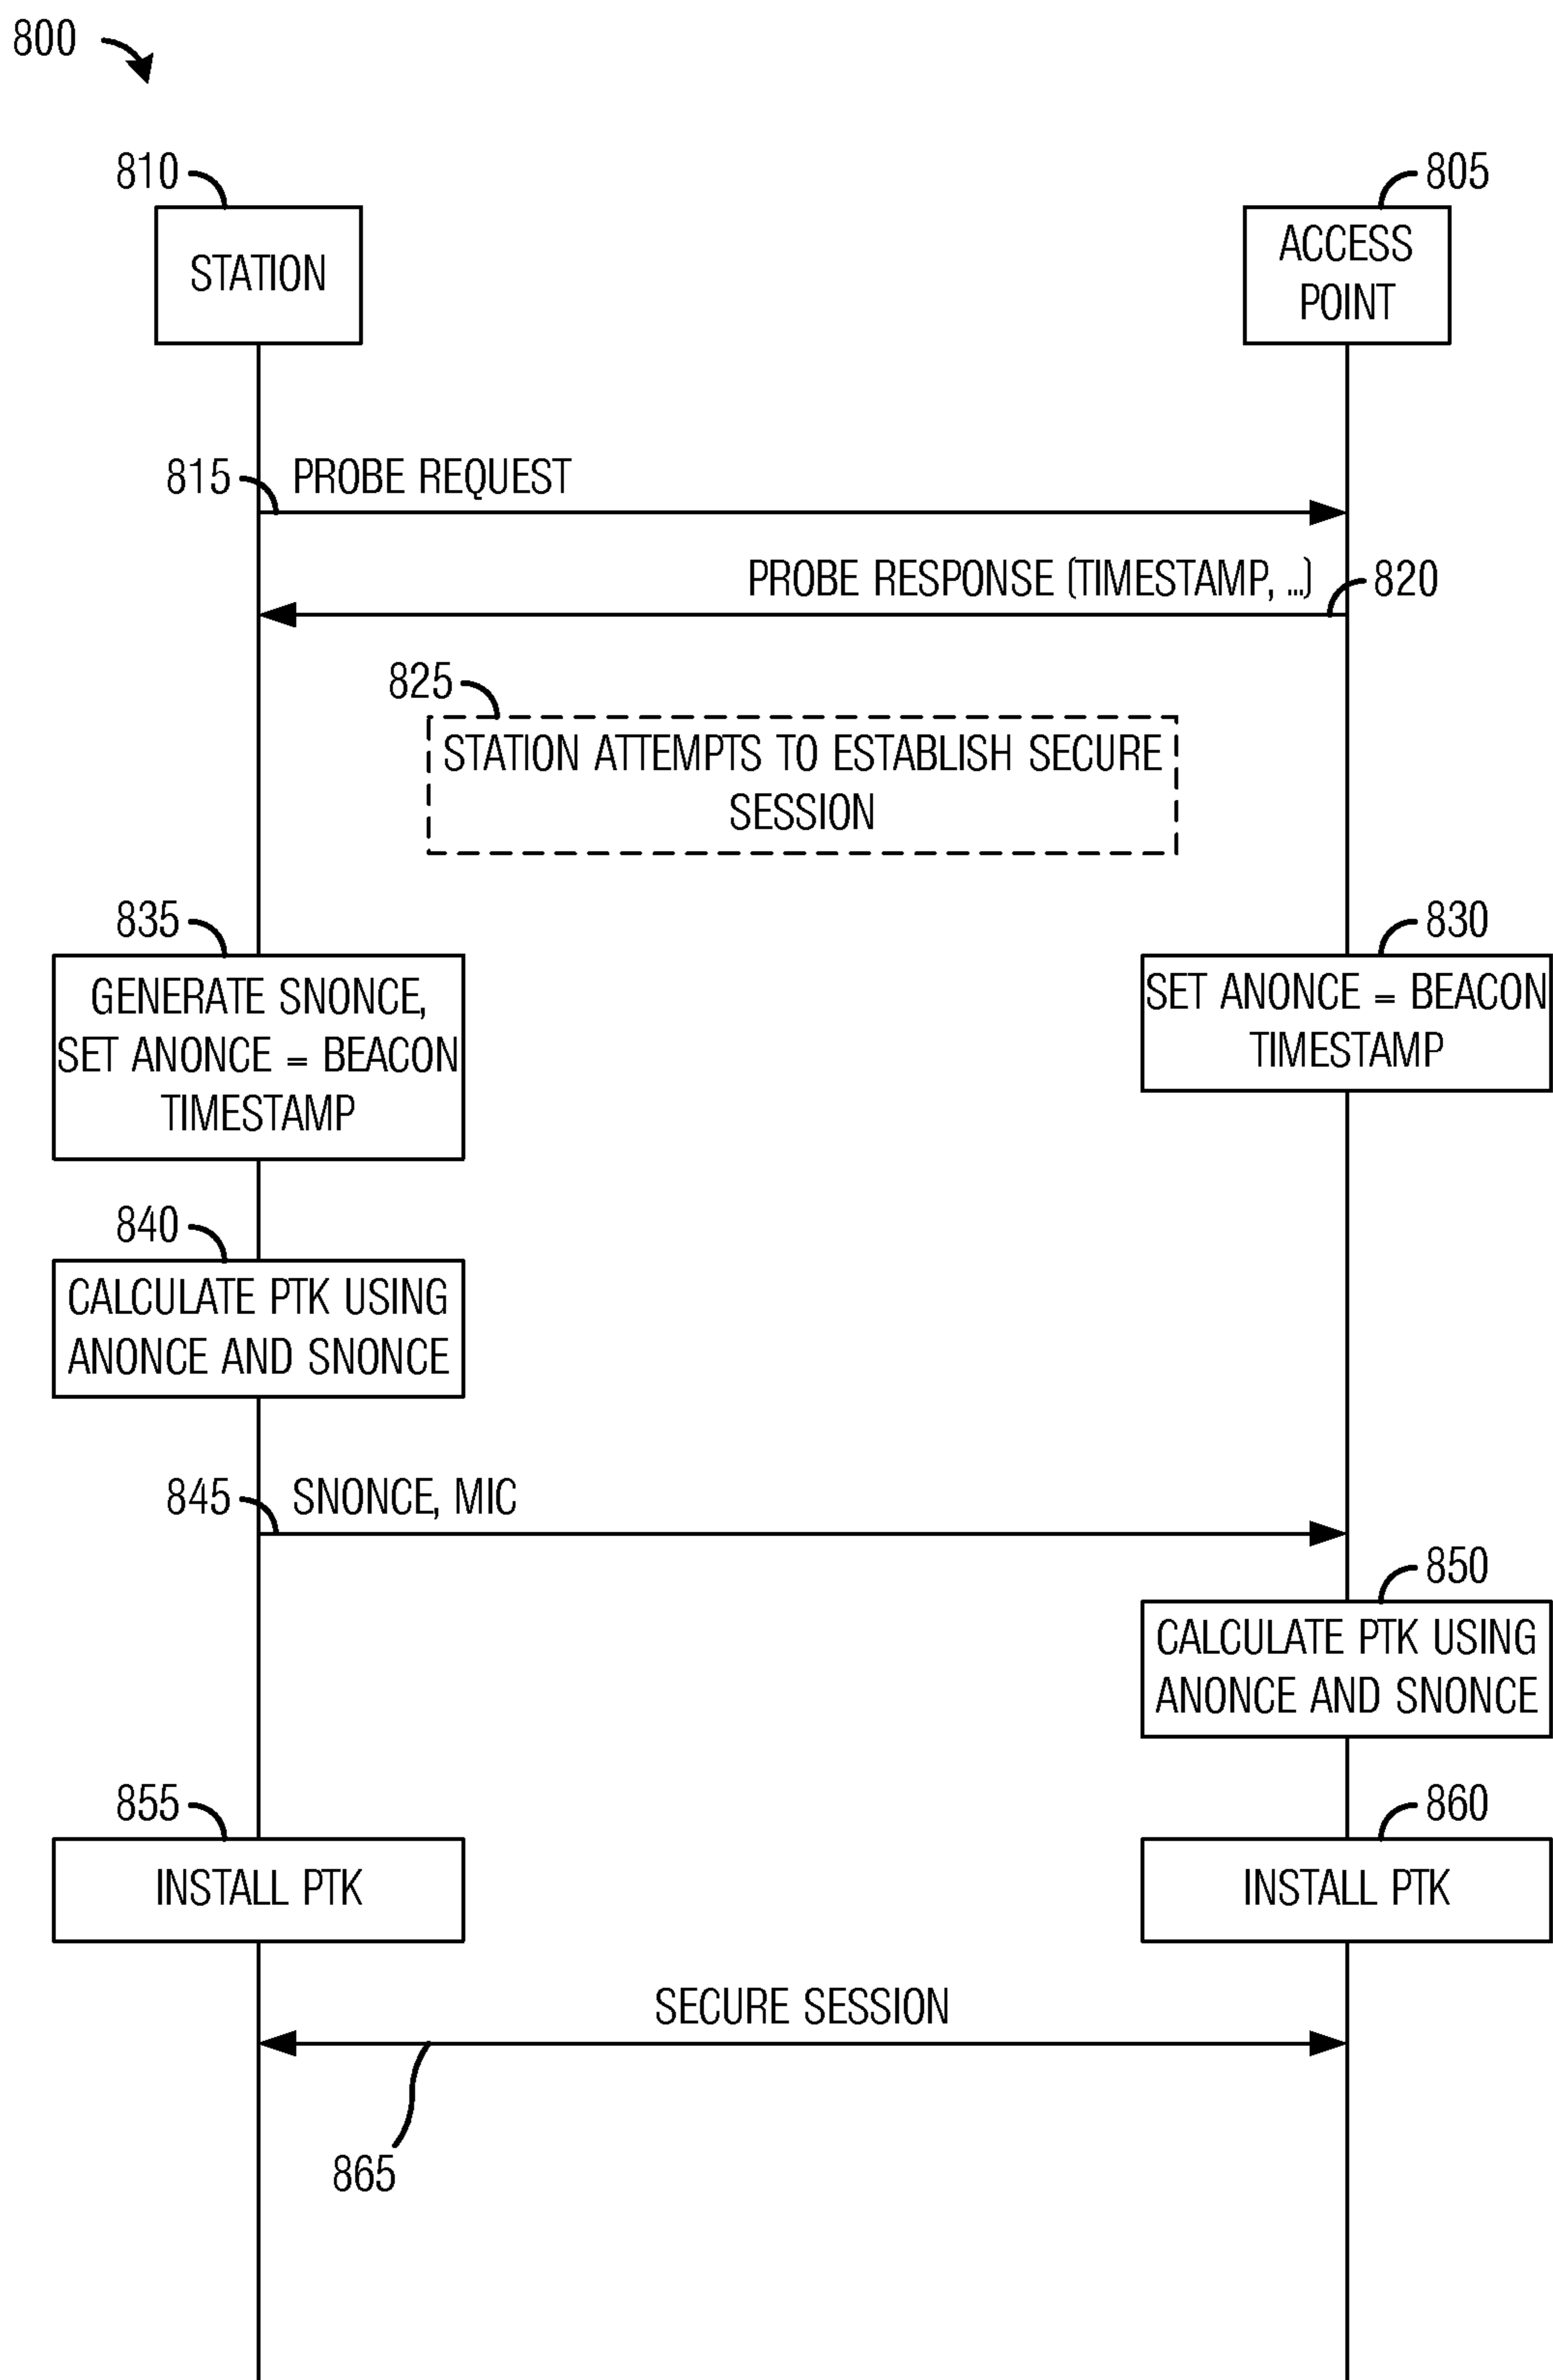 800
810
805
STATION
ACCESS
POINT
815
PROBE REQUEST
PROBE RESPONSE (TIMESTAMP, ...)
820
825
STATION ATTEMPTS TO ESTABLISH SECURE
SESSION
835
830
GENERATE SNONCE,
SET ANONCE = BEACON
TIMESTAMP
SET ANONCE = BEACON
TIMESTAMP
840
CALCULATE PTK USING
ANONCE AND SNONCE
845
SNONCE, MIC
850
CALCULATE PTK USING
ANONCE AND SNONCE
855
860
INSTALL PTK
INSTALL PTK
SECURE SESSION
865